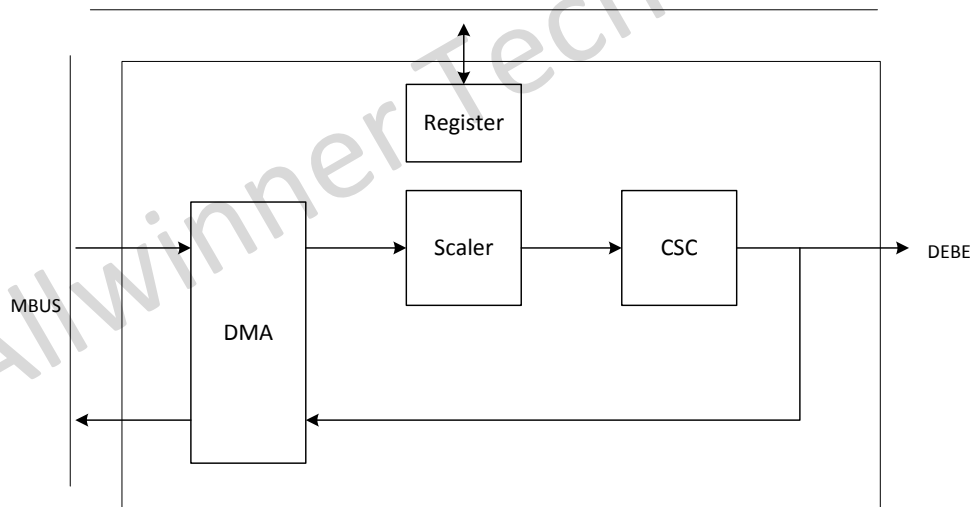 Register
Scaler
CSC
DEBE
MBUS
DMA
Allwinner Tech